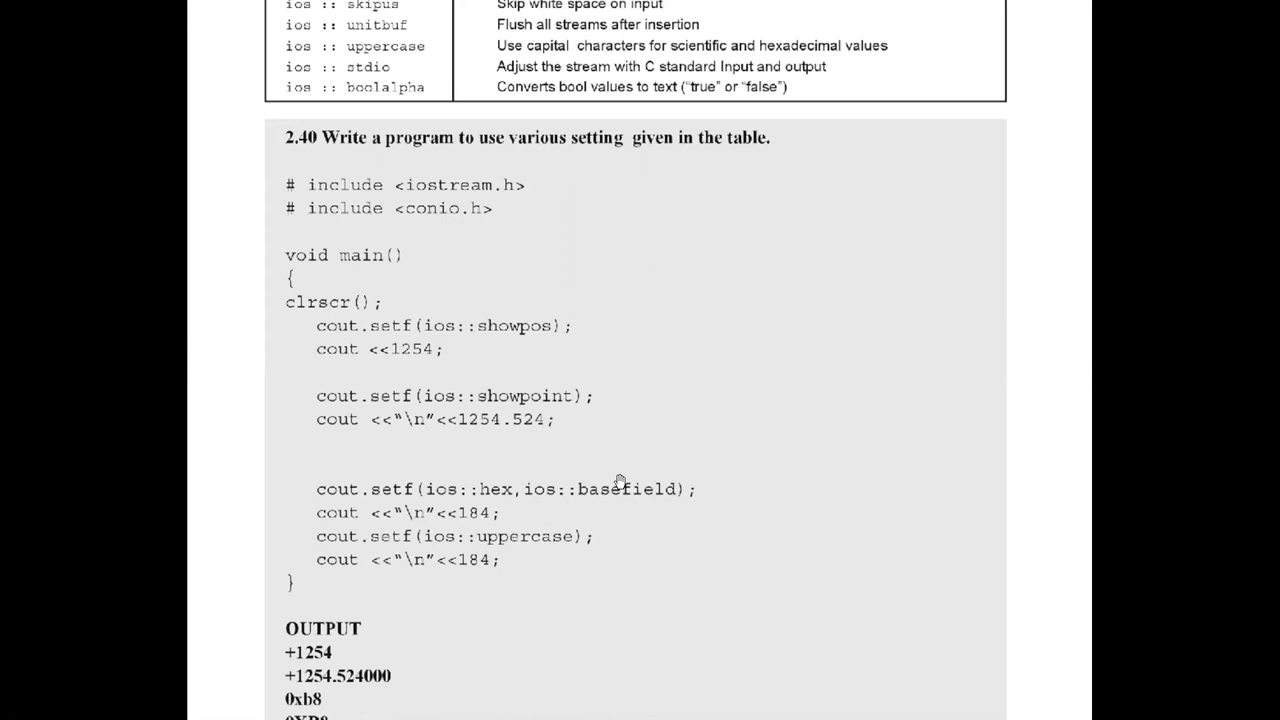 ios :: skipus Skip white space on input
ios :: unitbuf Flush all streams after insertion
ios :: uppercase Use capital characters for scientific and hexadecimal values
ios :: stdio Adjust the stream with C standard Input and output
ios :: boolalpha Converts bool values to text (“true” or “false”)
2.40 Write a program to use various setting given in the table.
# include <iostream.h>
# include <conio.h>
void main()
{
clrscr();
cout.setf(ios::showpos);
cout <<1254;
cout.setf(ios::showpoint);
cout <<“\n”<<1254.524;
cout.setf(ios::hex,ios::basefield);
cout <<“\n”<<184;
cout.setf(ios::uppercase);
cout <<“\n”<<184;
}
OUTPUT
+1254
+1254.524000
0xb8
0XB8